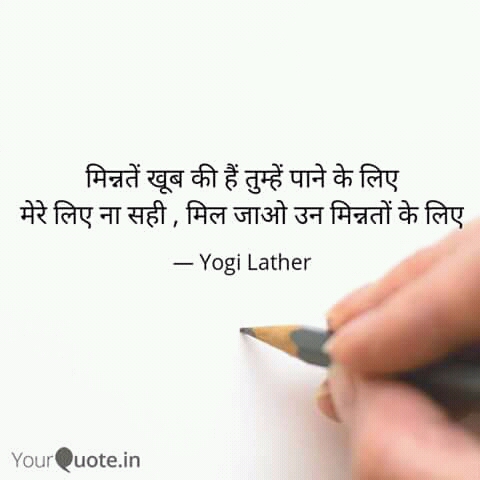 मिन्नतें खूब की हैं तुम्हें पाने के लिए
मेरे लिए ना सही , मिल जाओ उन मिन्नतों के लिए
— Yogi Lather
YourQuote.in